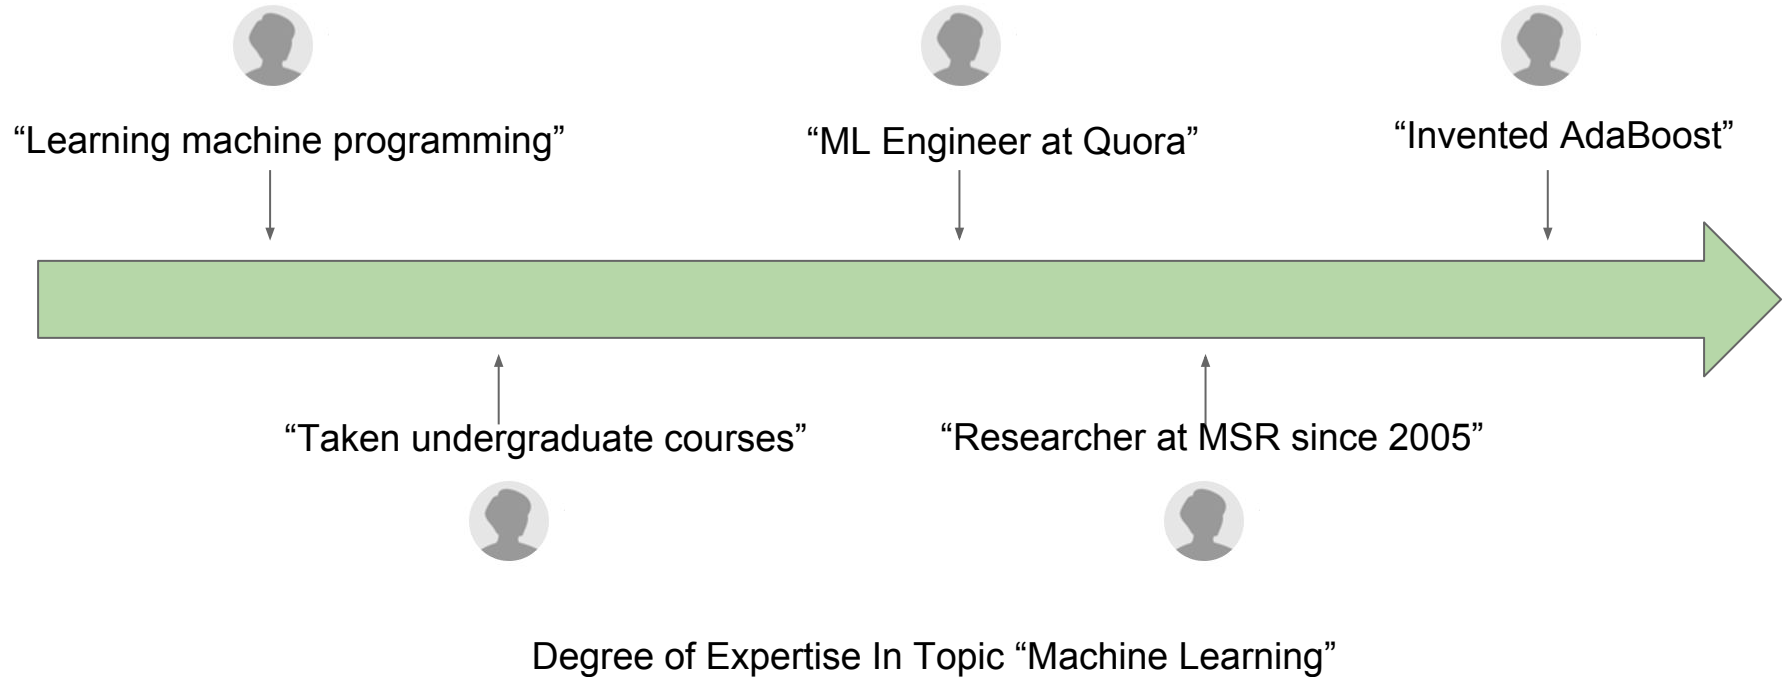 “Learning machine programming”
“ML Engineer at Quora”
“Invented AdaBoost”
“Taken undergraduate courses”
“Researcher at MSR since 2005”
Degree of Expertise In Topic “Machine Learning”